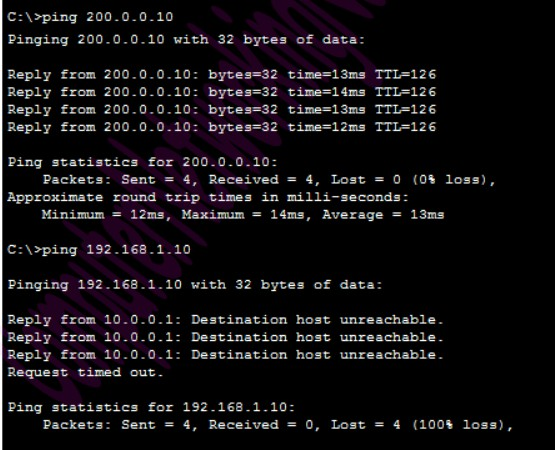 C:\>ping 200.0.0.10
Pinging 200.0.0.10 with 32 bytes of data:
Reply from 200.0.0.10: bytes=32 time=13ms TTL=126
Reply from 200.0.0.10: bytes=32 time=14ms TTL=126
Reply from 200.0.0.10: bytes=32 time=13ms TTL=126
Reply from 200.0.0.10: bytes=32 time=12ms TTL=126
Ping statistics for 200.0.0.10:
Packets: Sent = 4, Received = 4, Lost = 0 (0% loss),
Approximate round trip times in milli-seconds:
Minimum = 12ms, Maximum = 14ms, Average = 13ms
C:\>ping 192.168.1.10
Pinging 192.168.1.10 with 32 bytes of data:
Reply from 10.0.0.1: Destination host unreachable.
Reply from 10.0.0.1: Destination host unreachable.
Reply from 10.0.0.1: Destination host unreachable.
Request timed out.
Ping statistics for 192.168.1.10:
Packets: Sent = 4, Received = 0, Lost = 4 (100% loss),